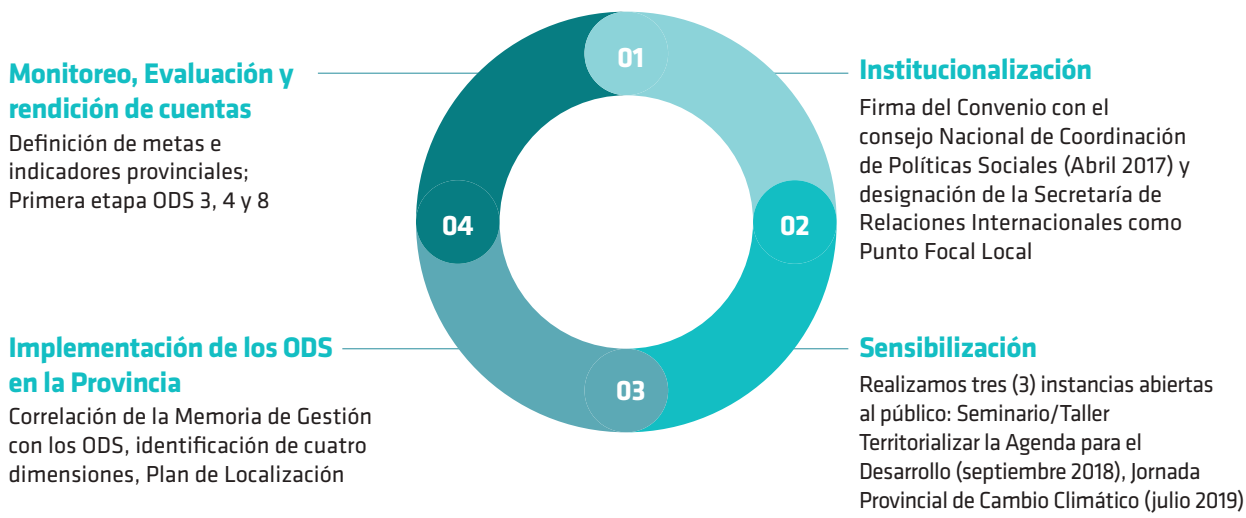 01
Institucionalización
Firma del Convenio con el
consejo Nacional de Coordinación
de Políticas Sociales (Abril 2017) y
designación de la Secretaría de
Relaciones Internacionales como
Punto Focal Local
02
Sensibilización
Realizamos tres (3) instancias abiertas
al público: Seminario/Taller
Territorializar la Agenda para el
Desarrollo (septiembre 2018), Jornada
Provincial de Cambio Climático (julio 2019)
03
Implementación de los ODS
en la Provincia
Correlación de la Memoria de Gestión
con los ODS, identificación de cuatro
dimensiones, Plan de Localización
04
Monitoreo, Evaluación y
rendición de cuentas
Definición de metas e
indicadores provinciales;
Primera etapa ODS 3, 4 y 8